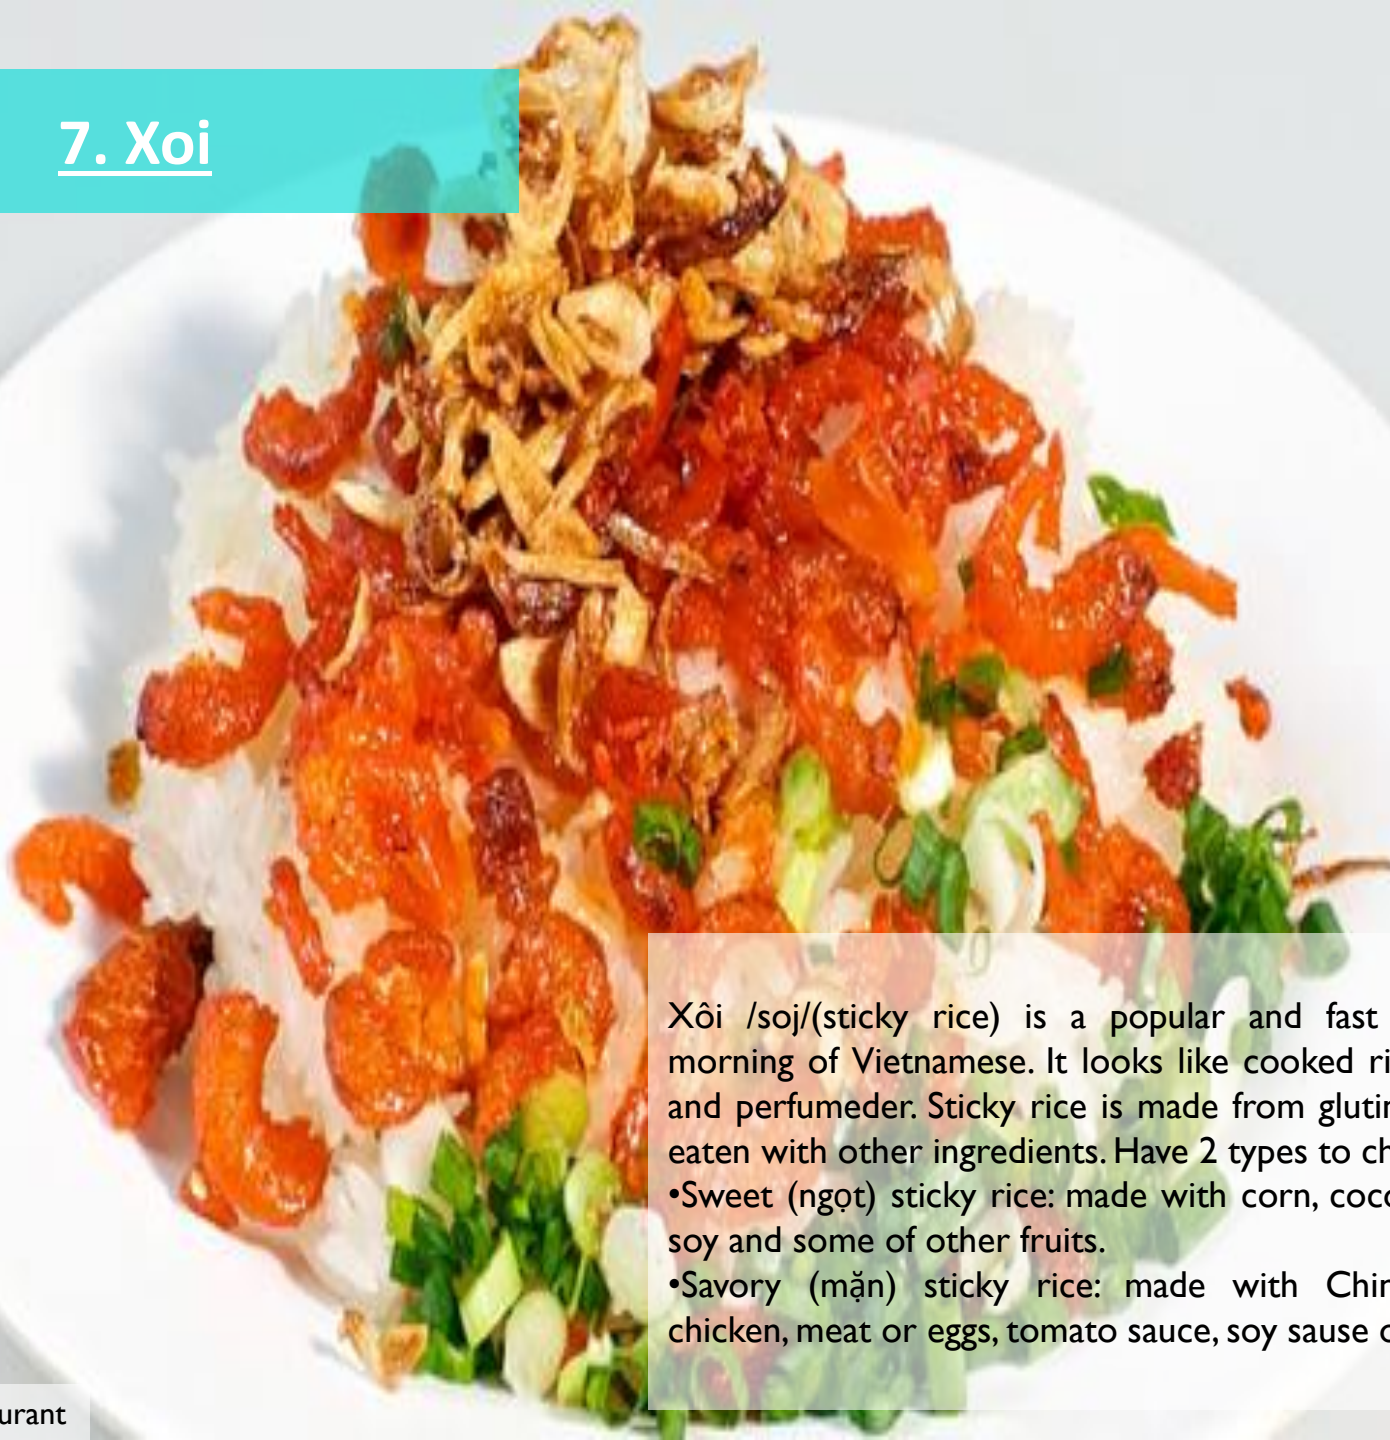 7. Xoi
Xôi /soj/(sticky rice) is a popular and fast
morning of Vietnamese. It looks like cooked
and perfumeder. Sticky rice is made from
eaten with other ingredients. Have 2 types to
•Sweet (ngọt) sticky rice: made with corn,
soy and some of other fruits.
•Savory (mặn) sticky rice: made with
chicken, meat or eggs, tomato sauce, soy sause